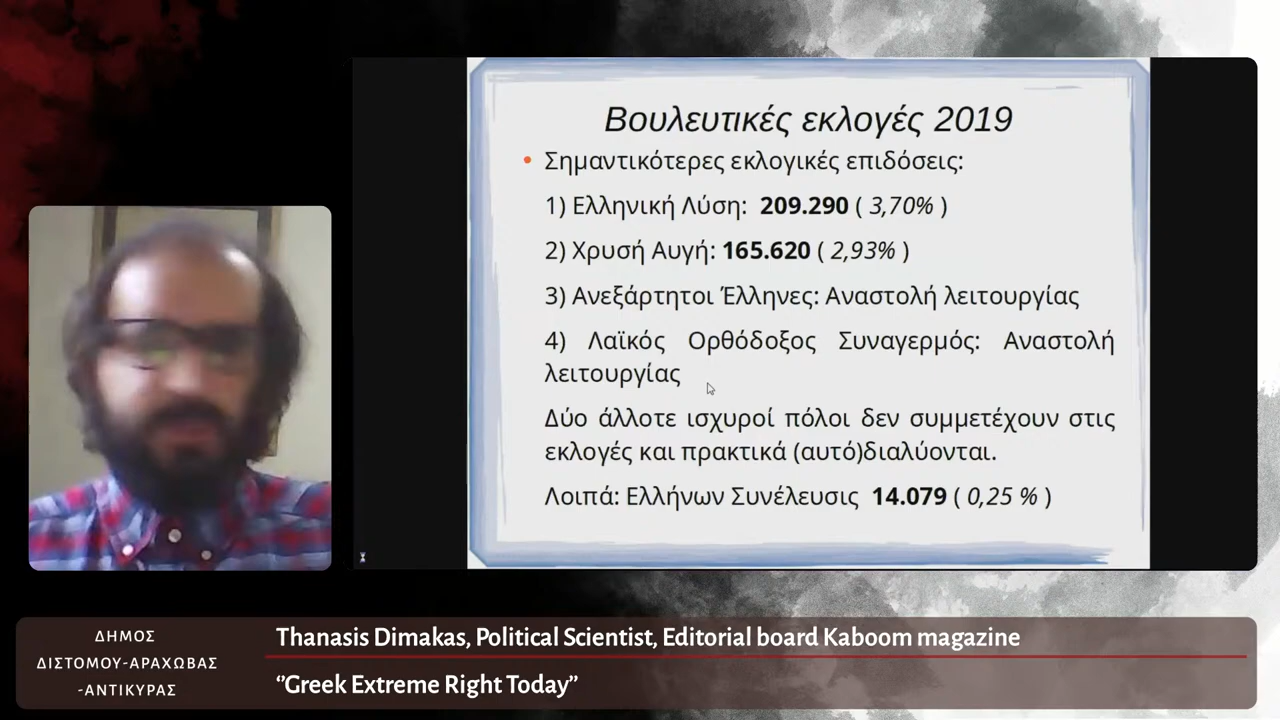 Βουλευτικές εκλογές 2019
• Σημαντικότερες εκλογικές επιδόσεις:
1) Ελληνική Λύση: 209.290 ( 3,70% )
2) Χρυσή Αυγή: 165.620 ( 2,93% )
3) Ανεξάρτητοι Έλληνες: Αναστολή λειτουργίας
4) Λαϊκός Ορθόδοξος Συναγερμός: Αναστολή
λειτουργίας
Δύο άλλοτε ισχυροί πόλοι δεν συμμετέχουν στις
εκλογές και πρακτικά (αυτό)διαλύονται.
Λοιπά: Ελλήνων Συνέλευσις 14.079 ( 0,25 % )
ΔΗΜΟΣ
ΔΙΣΤΟΜΟΥ-ΑΡΑΧΩΒΑΣ
-ΑΝΤΙΚΥΡΑΣ
Thanasis Dimakas, Political Scientist, Editorial board Kaboom magazine
‘’Greek Extreme Right Today”